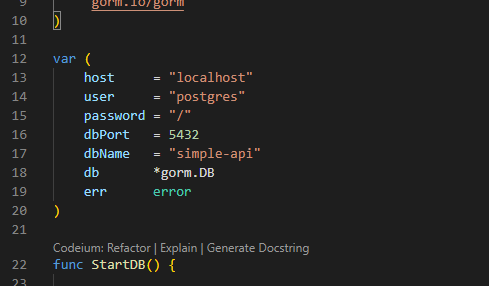 9 gorm.io/gorm
10 )
11
12 var (
13 host = "localhost"
14 user = "postgres"
15 password = "/"
16 dbPort = 5432
17 dbName = "simple-api"
18 db *gorm.DB
19 err error
20 )
21
Codeium: Refactor | Explain | Generate Docstring
22 func StartDB() {
23